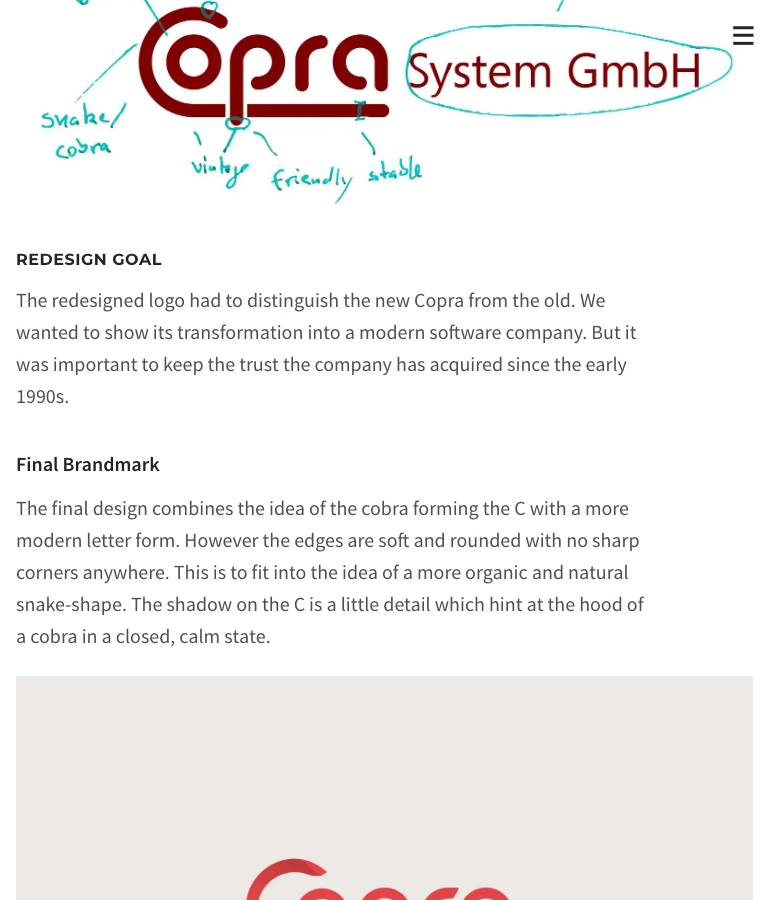 Copra System GmbH
snake/
cobra
vintage friendly stable
REDESIGN GOAL
The redesigned logo had to distinguish the new Copra from the old. We
wanted to show its transformation into a modern software company. But it
was important to keep the trust the company has acquired since the early
1990s.
Final Brandmark
The final design combines the idea of the cobra forming the C with a more
modern letter form. However the edges are soft and rounded with no sharp
corners anywhere. This is to fit into the idea of a more organic and natural
snake-shape. The shadow on the C is a little detail which hint at the hood of
a cobra in a closed, calm state.